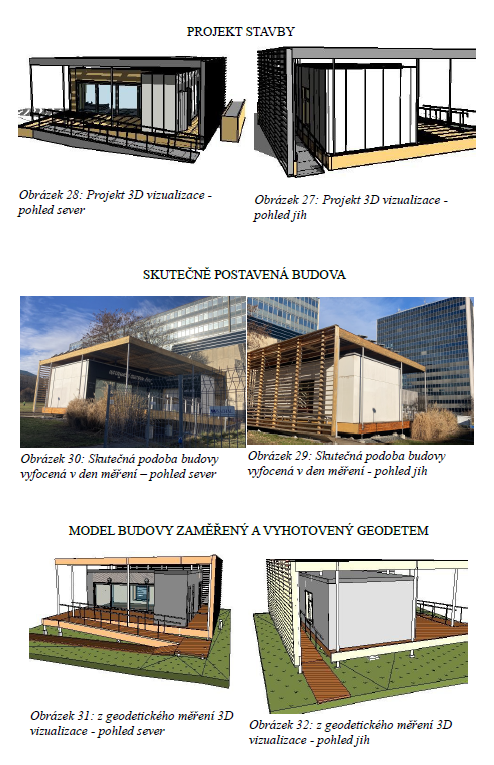 PROJEKT STAVBY
Obrázek 28: Projekt 3D vizualizace -
pohled sever
Obrázek 27: Projekt 3D vizualizace -
pohled jih
SKUTEČNĚ POSTAVENÁ BUDOVA
Obrázek 30: Skutečná podoba budovy
vyfocená v den měření – pohled sever
Obrázek 29: Skutečná podoba budovy
vyfocená v den měření - pohled jih
MODEL BUDOVY ZAMĚŘENÝ A VYHOTOVENÝ GEODETEM
Obrázek 31: z geodetického měření 3D
vizualizace - pohled sever
Obrázek 32: z geodetického měření 3D
vizualizace - pohled jih